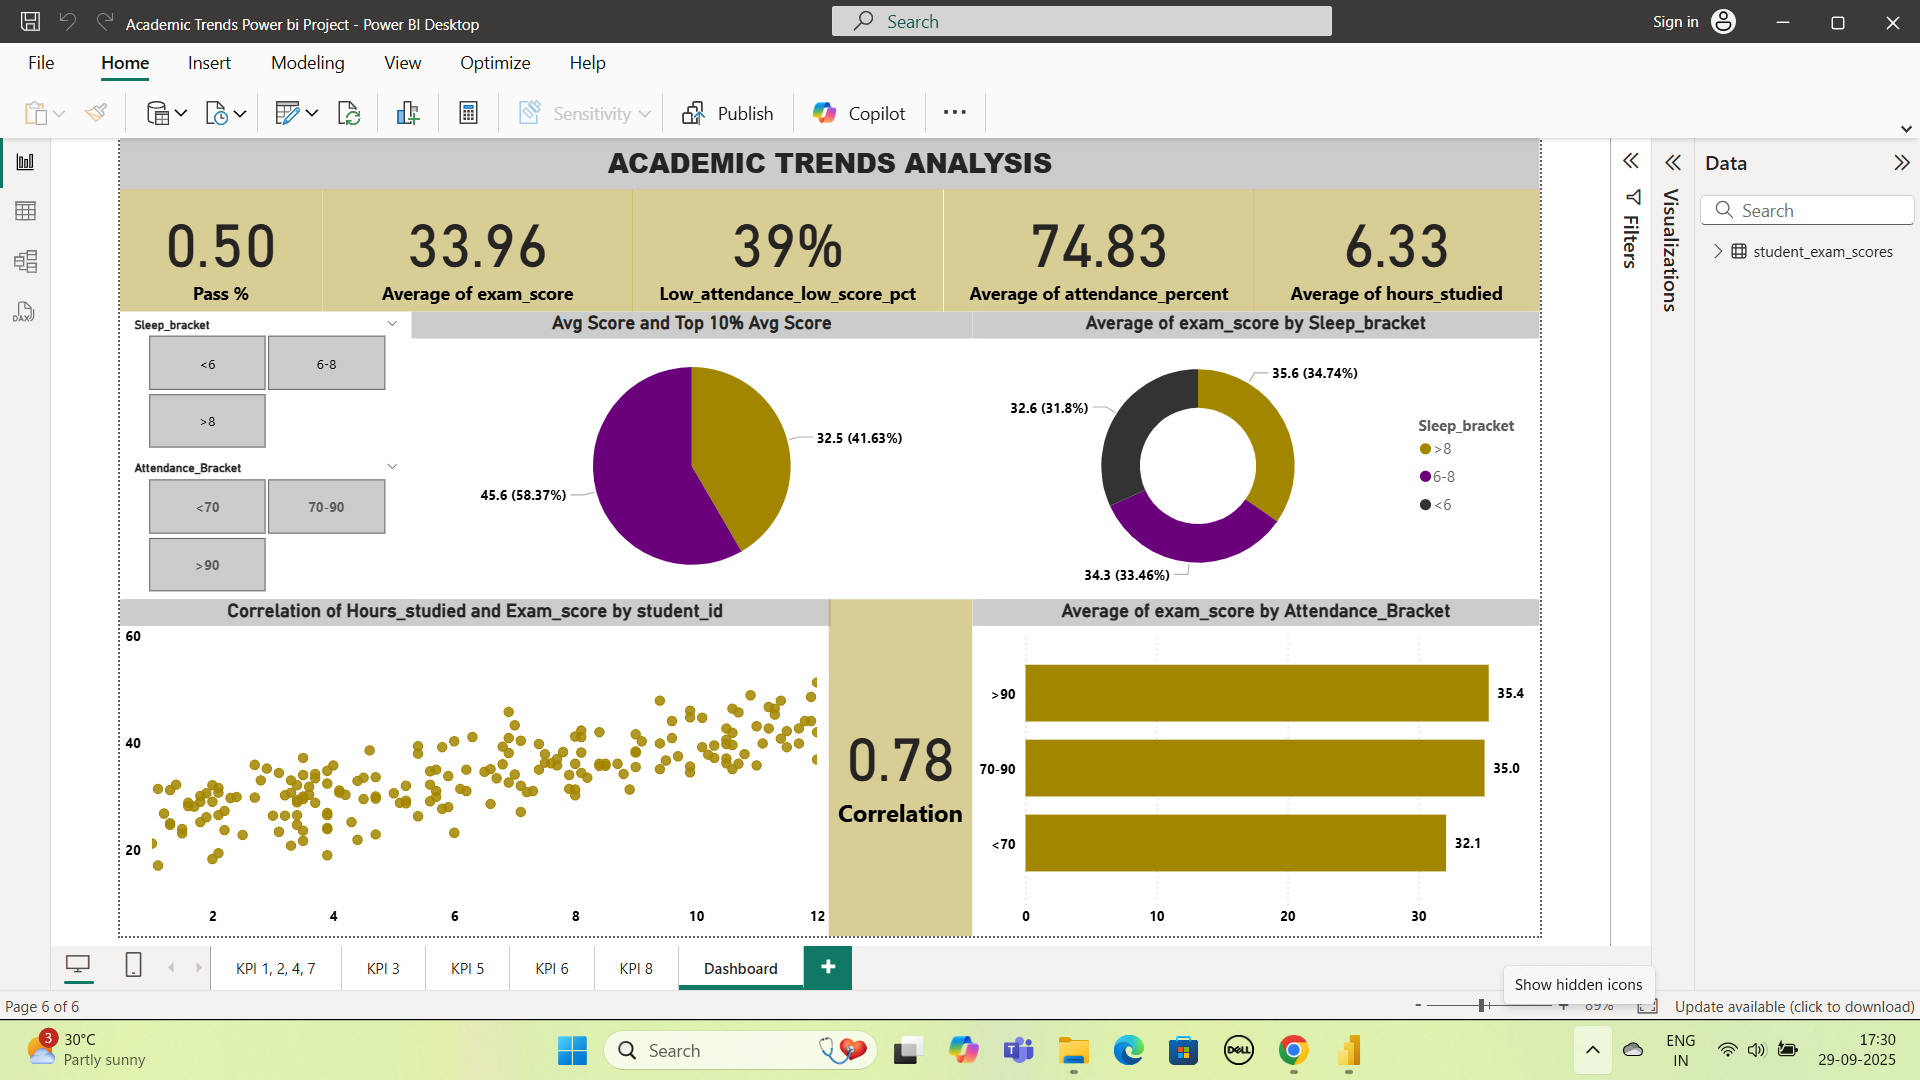 Academic Trends Power bi Project - Power BI Desktop
Search
Sign in
File
Home
Insert
Modeling
View
Optimize
Help
Sensitivity
Publish
Copilot
ACADEMIC TRENDS ANALYSIS
0.50
Pass %
33.96
Average of exam_score
39%
Low_attendance_low_score_pct
74.83
Average of attendance_percent
6.33
Average of hours_studied
Sleep_bracket
<6
6-8
>8
Attendance_Bracket
<70
70-90
>90
Avg Score and Top 10% Avg Score
32.5 (41.63%)
45.6 (58.37%)
Average of exam_score by Sleep_bracket
35.6 (34.74%)
32.6 (31.8%)
34.3 (33.46%)
Sleep_bracket
>8
6-8
<6
Correlation of Hours_studied and Exam_score by student_id
60
40
20
2
4
6
8
10
12
0.78
Correlation
Average of exam_score by Attendance_Bracket
>90
35.4
70-90
35.0
<70
32.1
0
10
20
30
Filters
Visualizations
Data
Search
student_exam_scores
DAX
KPI 1, 2, 4, 7
KPI 3
KPI 5
KPI 6
KPI 8
Dashboard
+
Show hidden icons
Page 6 of 6
- + 89%
Update available (click to download)
3
30°C
Partly sunny
Search
DELL
ENG
IN
17:30
29-09-2025